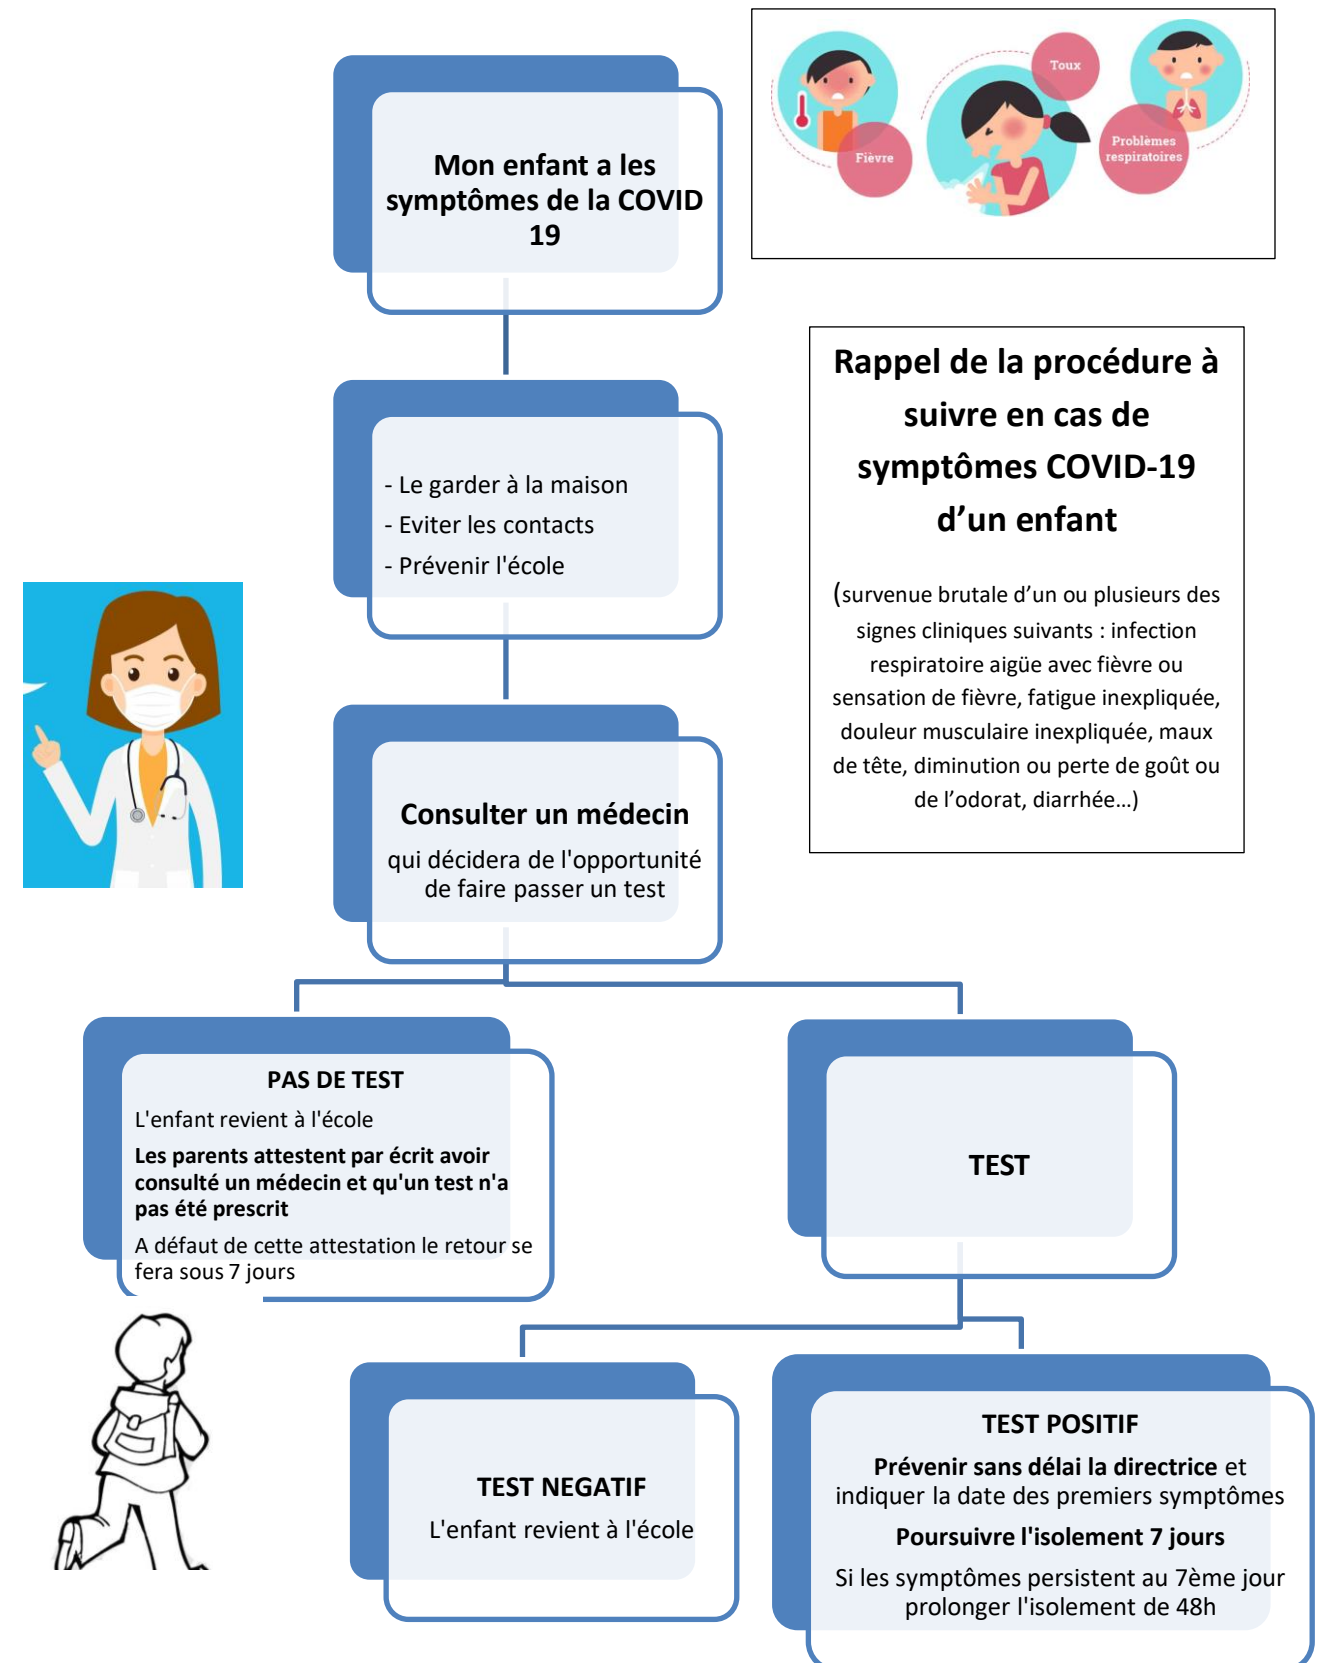 Toux
Fièvre
Problèmes
respiratoires
Mon enfant a les
symptômes de la COVID
19
Rappel de la procédure à
suivre en cas de
symptômes COVID-19
d’un enfant
(survenue brutale d’un ou plusieurs des
signes cliniques suivants : infection
respiratoire aigüe avec fièvre ou
sensation de fièvre, fatigue inexpliquée,
douleur musculaire inexpliquée, maux
de tête, diminution ou perte de goût ou
de l’odorat, diarrhée…)
- Le garder à la maison
- Eviter les contacts
- Prévenir l'école
Consulter un médecin
qui décidera de l'opportunité
de faire passer un test
PAS DE TEST
L'enfant revient à l'école
Les parents attestent par écrit avoir
consulté un médecin et qu'un test n'a
pas été prescrit
A défaut de cette attestation le retour se
fera sous 7 jours
TEST
TEST NEGATIF
L'enfant revient à l'école
TEST POSITIF
Prévenir sans délai la directrice et
indiquer la date des premiers symptômes
Poursuivre l'isolement 7 jours
Si les symptômes persistent au 7ème jour
prolonger l'isolement de 48h